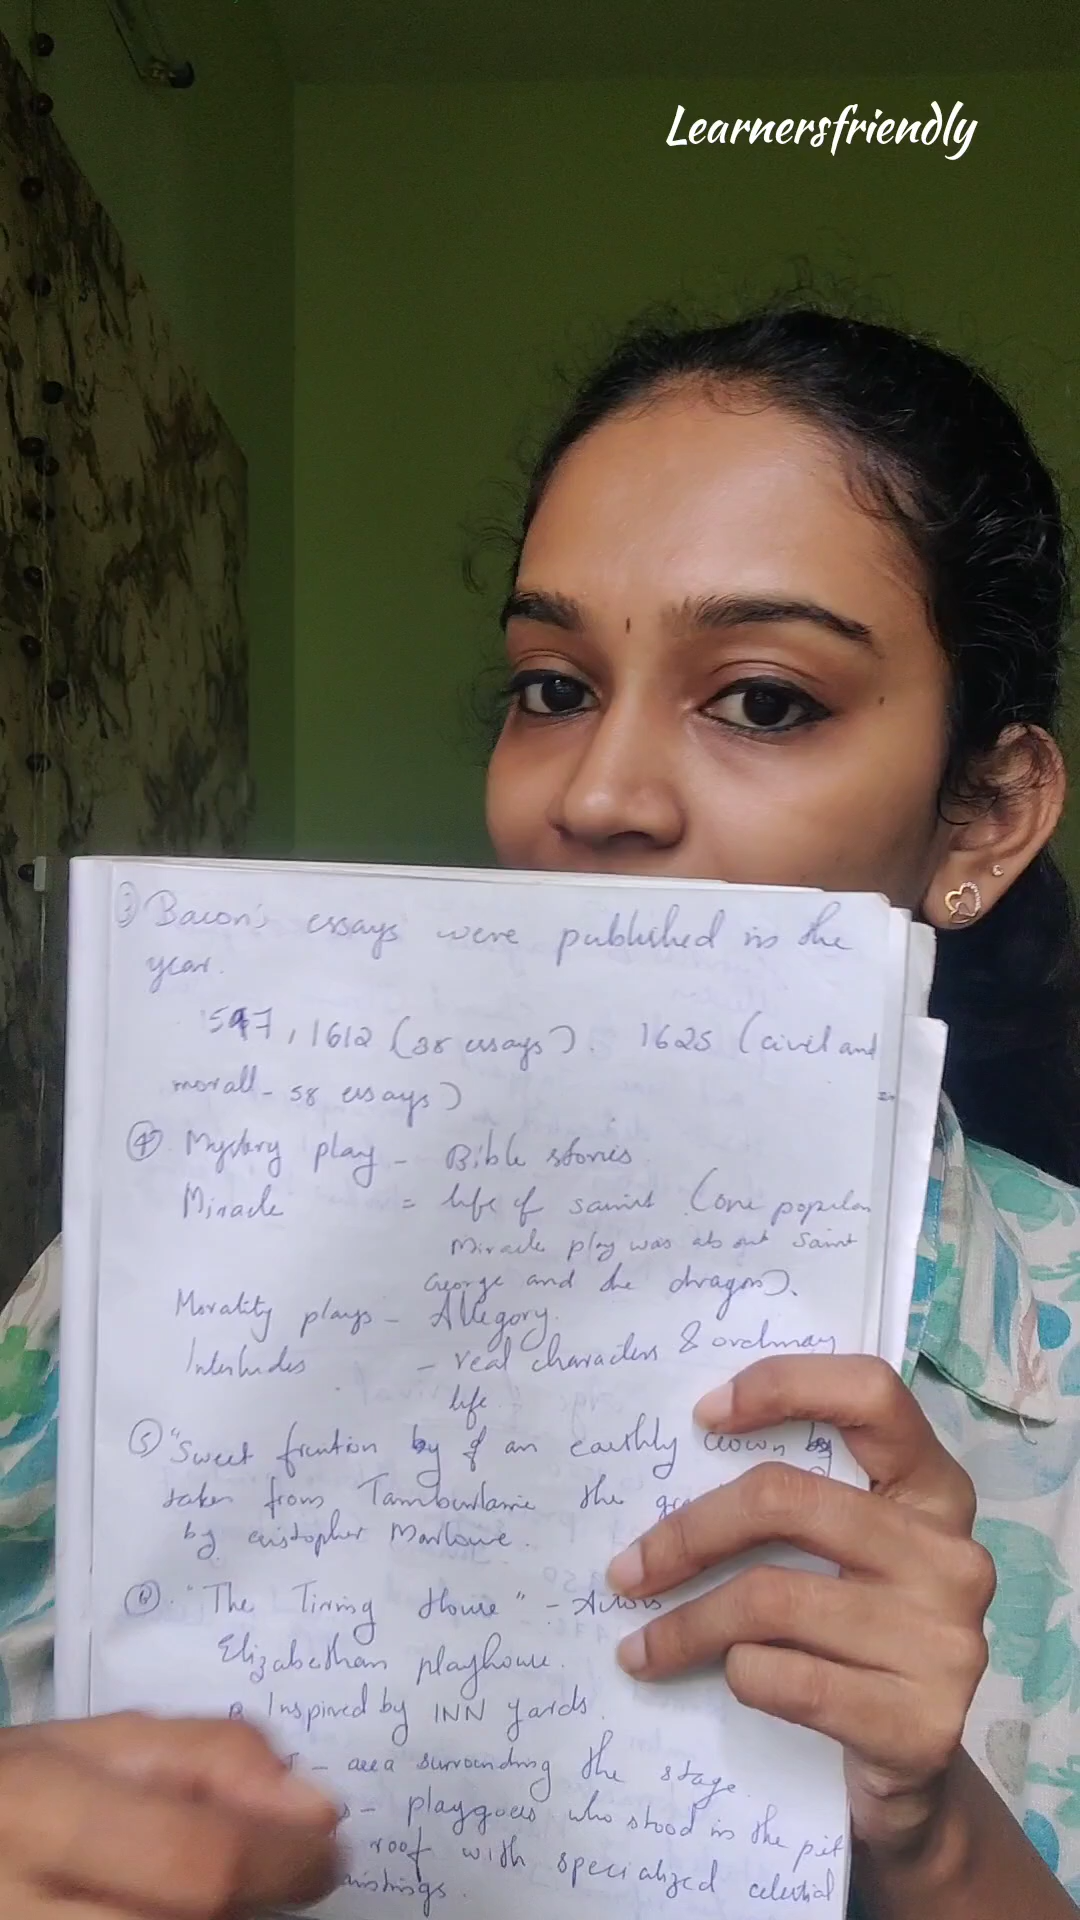 Learnersfriendly
③ Bacon's essays were published in the
year.
597, 1612 (38 essays). 1625 (civil and
morall - 58 essays)
④ Mystery play - Bible stories
Miracle = life of saint (one popular
Miracle play was about Saint
George and the dragon).
Morality plays - Allegory.
Interludes - real characters & ordinary
life
⑤ "Sweet fruition by of an earthly crown by
taken from Tamburlaine the
by cristopher Marlowe.
⑥ "The Tiring House" - Actors
Elizabethan playhouse.
Inspired by INN yards.
T - area surrounding the stage.
s - playgoers who stood in the pit
roof with specialized celestial